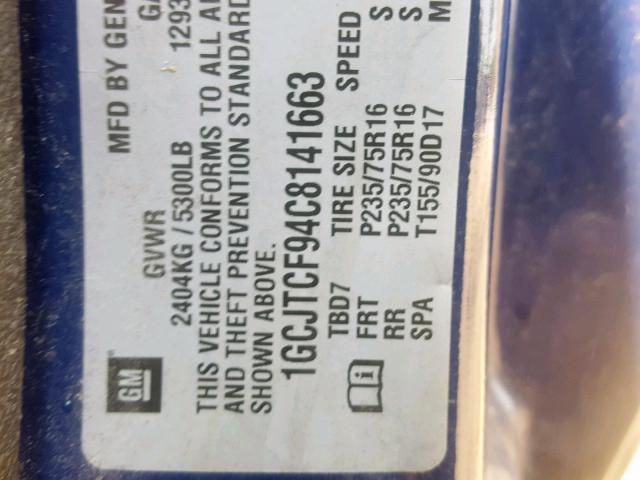 GM
MFD BY GEN
GVWR GA
2404KG / 5300LB 1293
THIS VEHICLE CONFORMS TO ALL
AND THEFT PREVENTION STANDARD
SHOWN ABOVE.
1GCJTCF94C8141663
TBD7 TIRE SIZE SPEED
FRT P235/75R16 S
RR P235/75R16 S
SPA T155/90D17 M